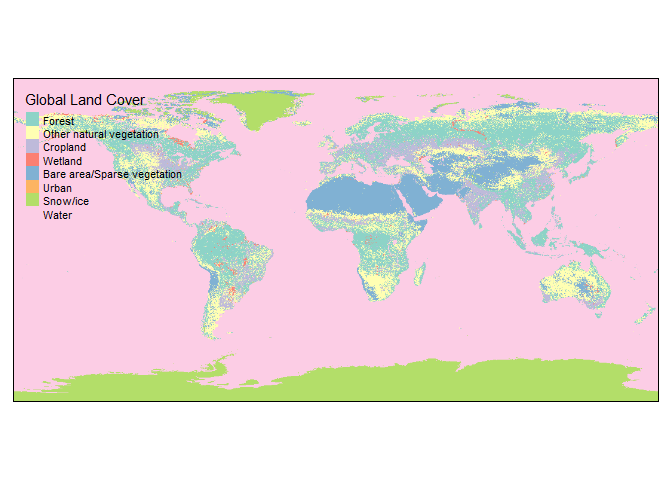 Global Land Cover
Forest
Other natural vegetation
Cropland
Wetland
Bare area/Sparse vegetation
Urban
Snow/ice
Water